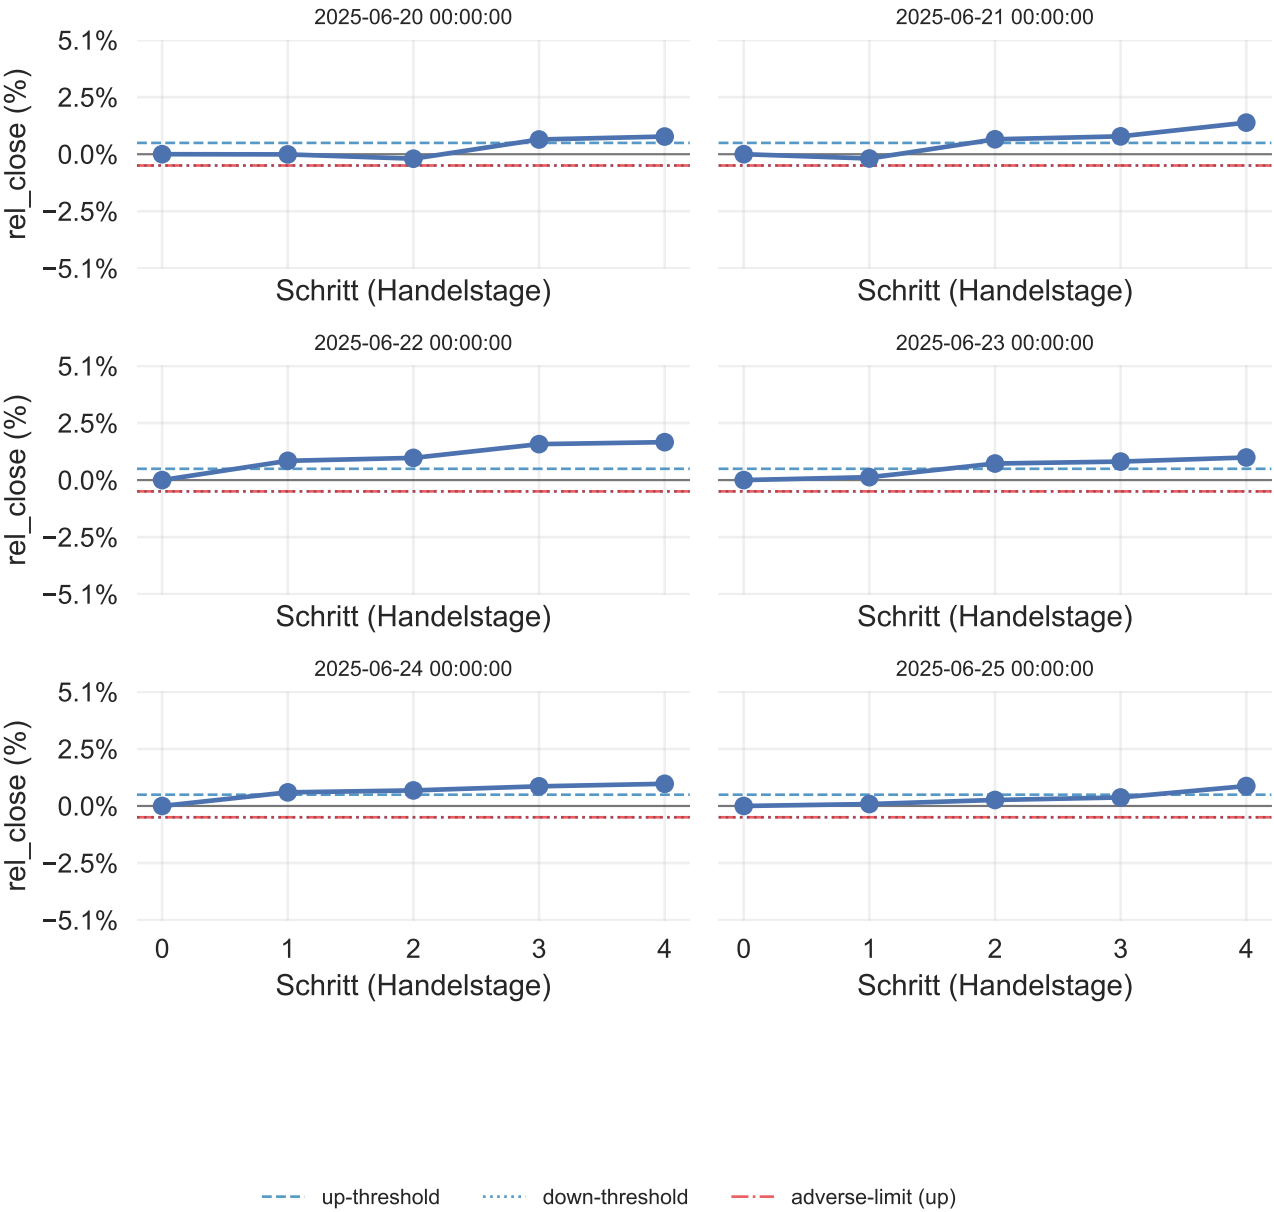 2025-06-20 00:00:00
2025-06-21 00:00:00
5.1%
2.5%
0.0%
−2.5%
−5.1%
rel_close (%)
Schritt (Handelstage)
Schritt (Handelstage)
2025-06-22 00:00:00
2025-06-23 00:00:00
5.1%
2.5%
0.0%
−2.5%
−5.1%
rel_close (%)
Schritt (Handelstage)
Schritt (Handelstage)
2025-06-24 00:00:00
2025-06-25 00:00:00
5.1%
2.5%
0.0%
−2.5%
−5.1%
rel_close (%)
0 1 2 3 4
0 1 2 3 4
Schritt (Handelstage)
Schritt (Handelstage)
up-threshold
down-threshold
adverse-limit (up)